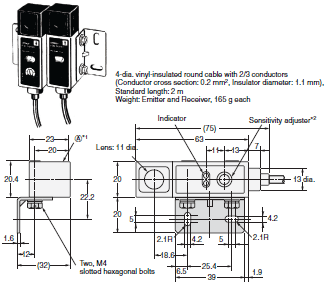 4-dia. vinyl-insulated round cable with 2/3 conductors
(Conductor cross section: 0.2 mm², Insulator diameter: 1.1 mm),
Standard length: 2 m
Weight: Emitter and Receiver, 165 g each
Indicator
(75)
Sensitivity adjuster*2
23
Ⓐ*1
63
20
Lens: 11 dia.
11
13
7
20.4
20
13 dia.
22.2
20
5
4.2
1.6
2.1R
4.2
5
2.1R
12
Two, M4
slotted hexagonal bolts
18.6
25.4
(32)
6.5
39
1.9